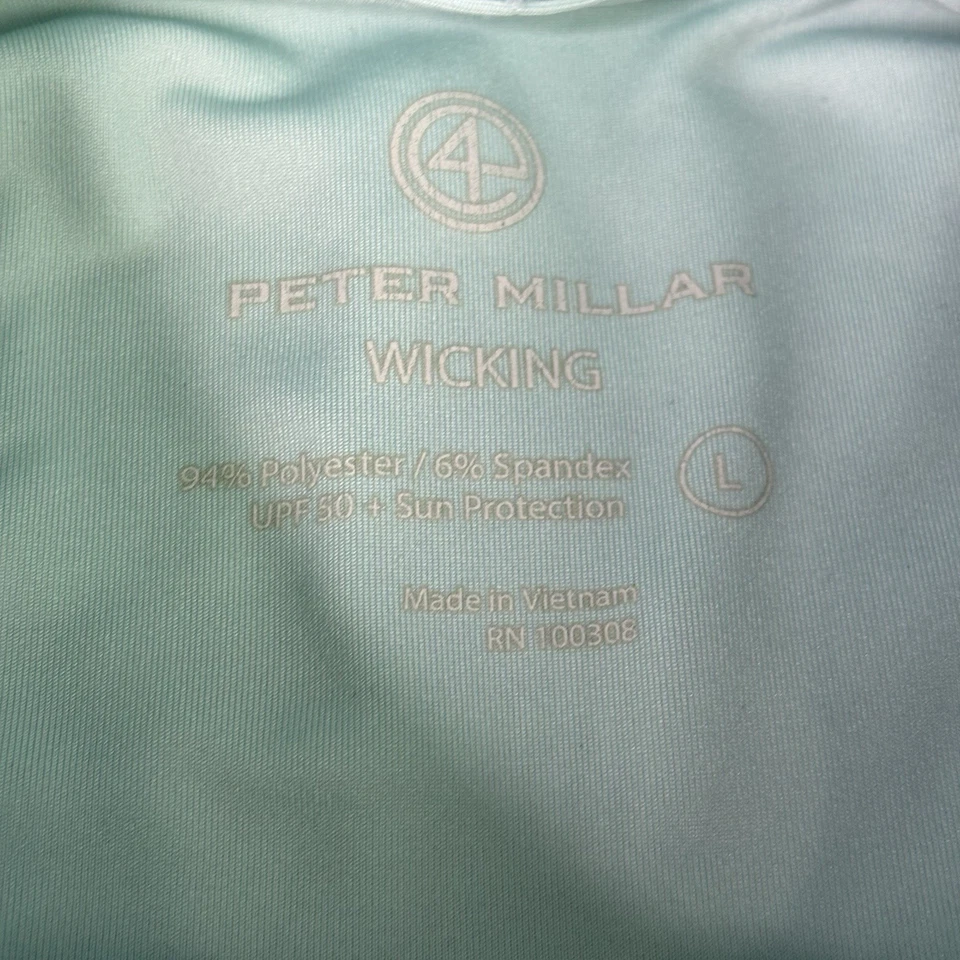 PETER MILLAR
WICKING
94% Polyester / 6% Spandex
UPF 50 + Sun Protection
L
Made in Vietnam
RN 100308